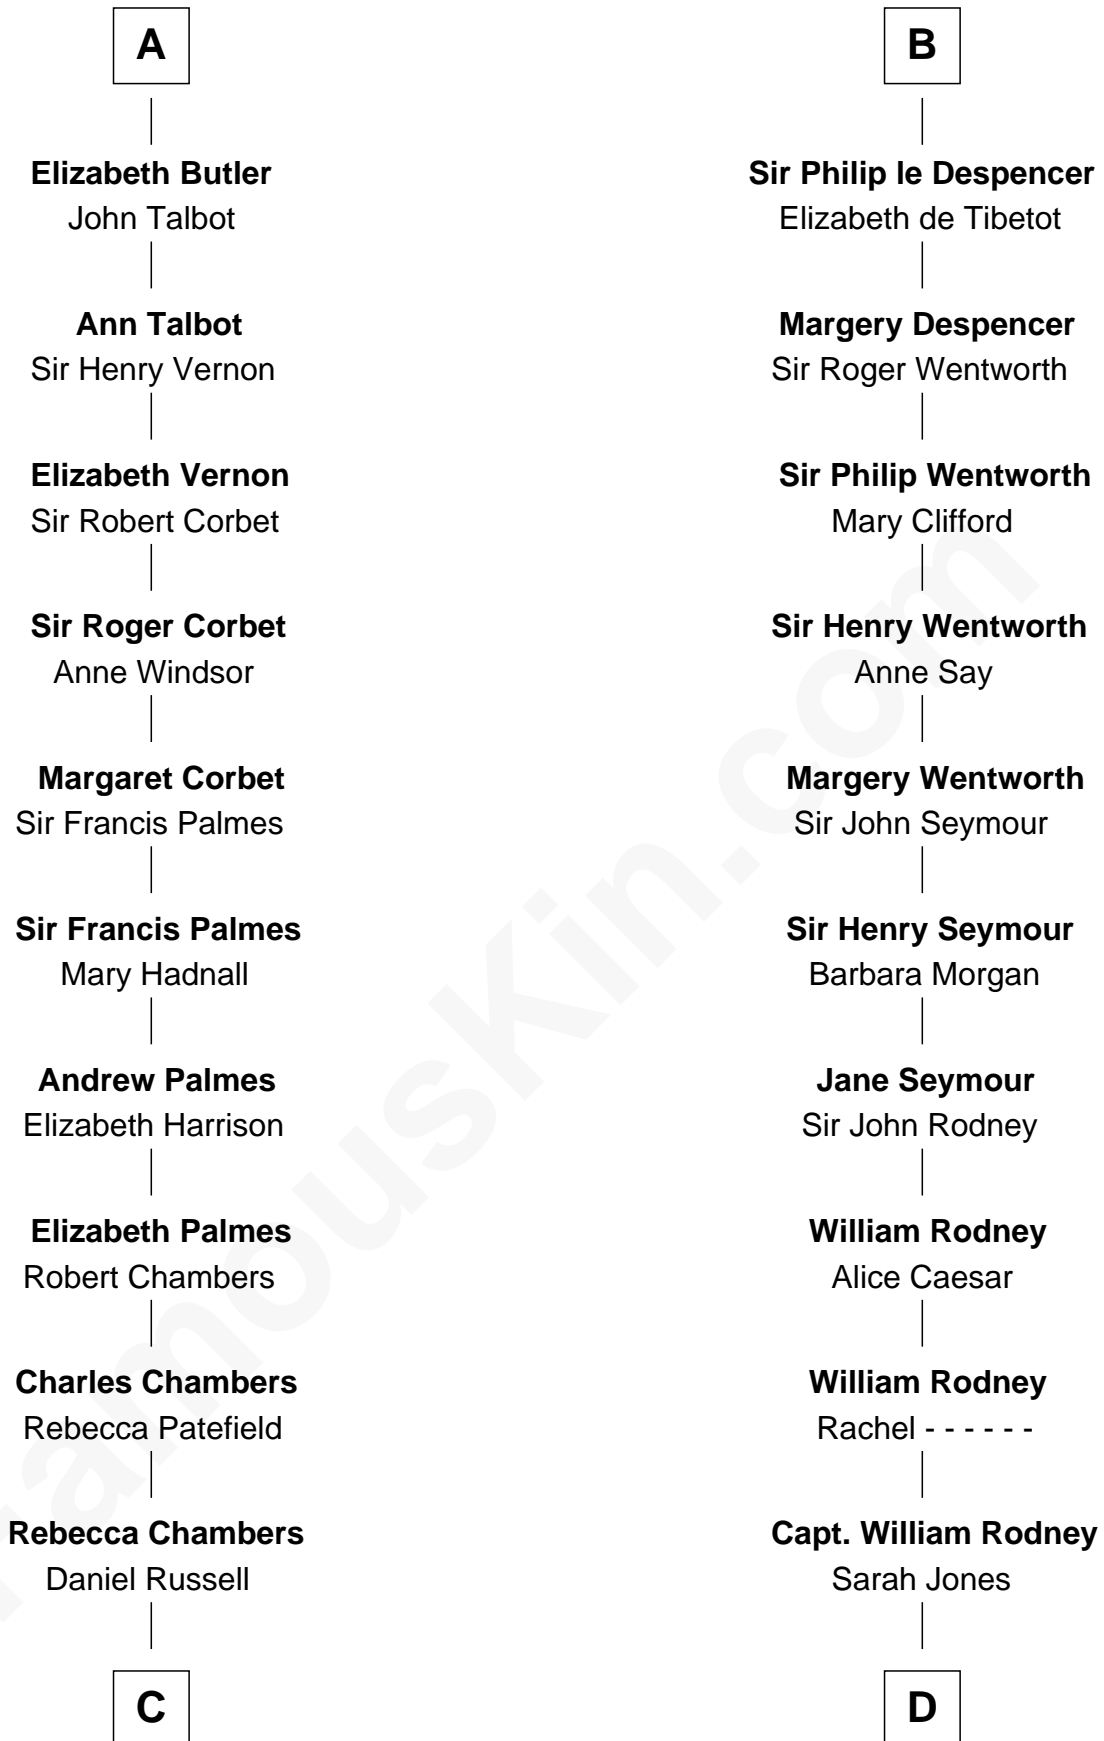 A
Elizabeth Butler
John Talbot
Ann Talbot
Sir Henry Vernon
Elizabeth Vernon
Sir Robert Corbet
Sir Roger Corbet
Anne Windsor
Margaret Corbet
Sir Francis Palmes
Sir Francis Palmes
Mary Hadnall
Andrew Palmes
Elizabeth Harrison
Elizabeth Palmes
Robert Chambers
Charles Chambers
Rebecca Patefield
Rebecca Chambers
Daniel Russell
C
B
Sir Philip le Despencer
Elizabeth de Tibetot
Margery Despencer
Sir Roger Wentworth
Sir Philip Wentworth
Mary Clifford
Sir Henry Wentworth
Anne Say
Margery Wentworth
Sir John Seymour
Sir Henry Seymour
Barbara Morgan
Jane Seymour
Sir John Rodney
William Rodney
Alice Caesar
William Rodney
Rachel - - - - - -
Capt. William Rodney
Sarah Jones
D
FamousKin.com